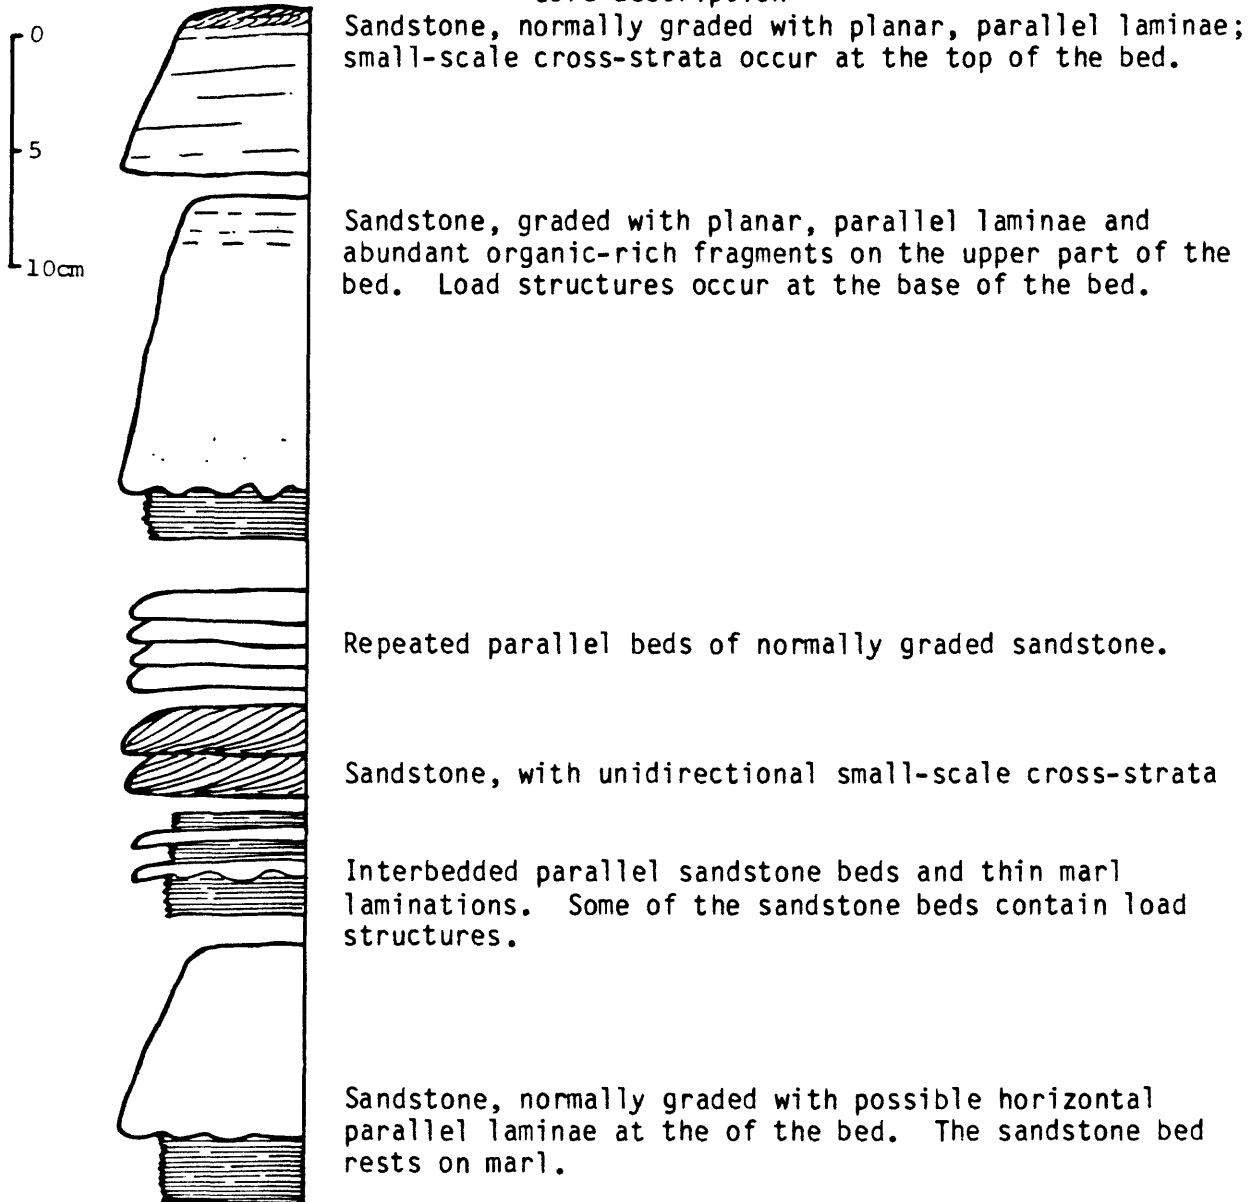 0
5
10cm
Sandstone, normally graded with planar, parallel laminae;
small-scale cross-strata occur at the top of the bed.
Sandstone, graded with planar, parallel laminae and
abundant organic-rich fragments on the upper part of the
bed. Load structures occur at the base of the bed.
Repeated parallel beds of normally graded sandstone.
Sandstone, with unidirectional small-scale cross-strata
Interbedded parallel sandstone beds and thin marl
laminations. Some of the sandstone beds contain load
structures.
Sandstone, normally graded with possible horizontal
parallel laminae at the of the bed. The sandstone bed
rests on marl.